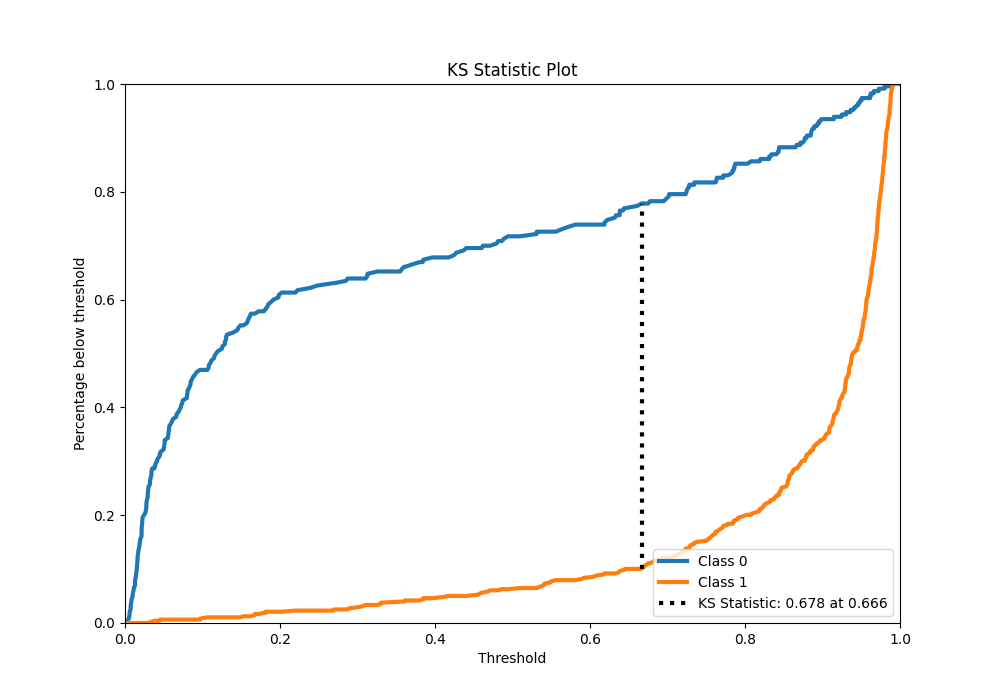 KS Statistic Plot
1.0
0.8
0.6
0.4
0.2
0.0
Percentage below threshold
0.0 0.2 0.4 0.6 0.8 1.0
Threshold
Class 0
Class 1
KS Statistic: 0.678 at 0.666